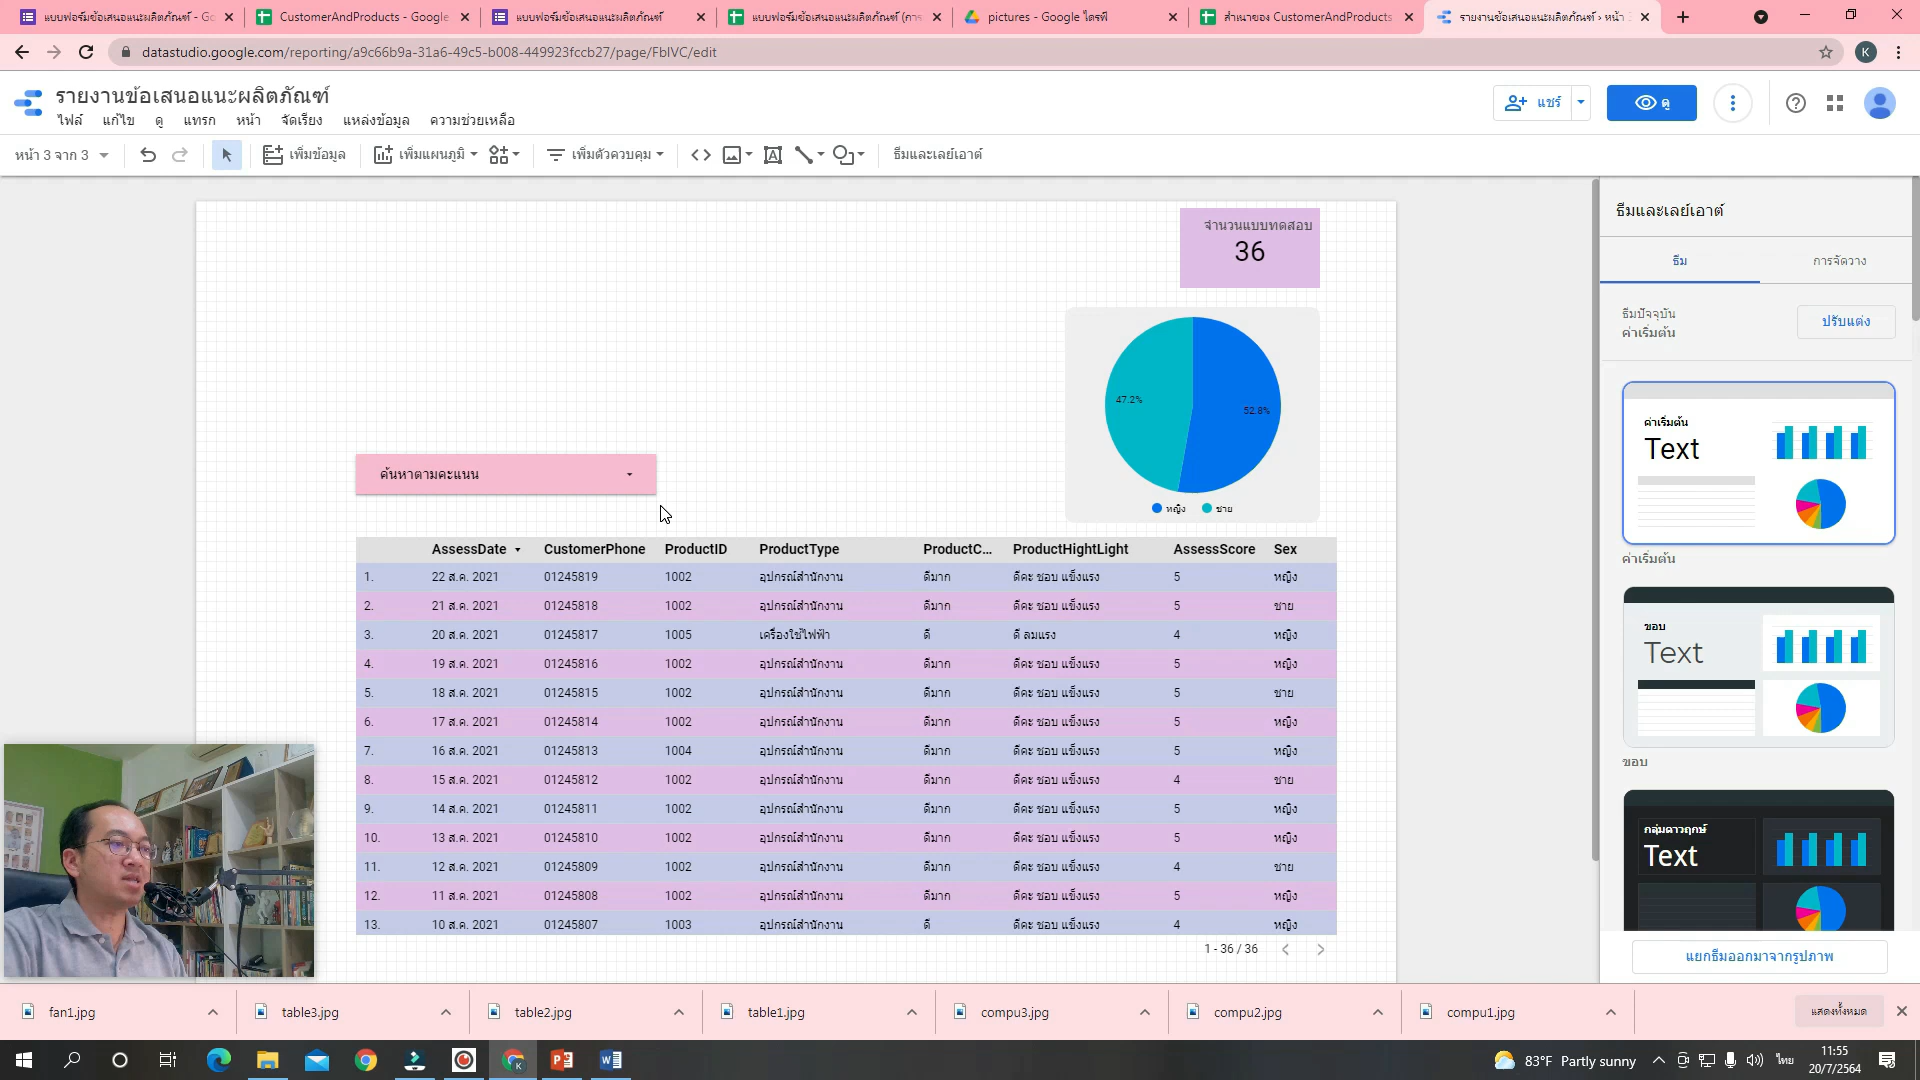 แบบฟอร์มข้อเสนอแนะผลิตภัณฑ์ - Go
CustomerAndProducts - Google
แบบฟอร์มข้อเสนอแนะผลิตภัณฑ์
แบบฟอร์มข้อเสนอแนะผลิตภัณฑ์ (การ
pictures - Google ไดรฟ์
สำเนาของ CustomerAndProducts
รายงานข้อเสนอแนะผลิตภัณฑ์ › หน้า
datastudio.google.com/reporting/a9c66b9a-31a6-49c5-b008-449923fccb27/page/FbIVC/edit
K
รายงานข้อเสนอแนะผลิตภัณฑ์
ไฟล์ แก้ไข ดู แทรก หน้า จัดเรียง แหล่งข้อมูล ความช่วยเหลือ
แชร์
ดู
หน้า 3 จาก 3
เพิ่มข้อมูล
เพิ่มแผนภูมิ
เพิ่มตัวควบคุม
ธีมและเลย์เอาต์
จำนวนแบบทดสอบ
36
47.2%
52.8%
หญิง ชาย
ค้นหาตามคะแนน
AssessDate CustomerPhone ProductID ProductType ProductC... ProductHightLight AssessScore Sex
1. 22 ส.ค. 2021 01245819 1002 อุปกรณ์สำนักงาน ดีมาก ดีคะ ชอบ แข็งแรง 5 หญิง
2. 21 ส.ค. 2021 01245818 1002 อุปกรณ์สำนักงาน ดีมาก ดีคะ ชอบ แข็งแรง 5 ชาย
3. 20 ส.ค. 2021 01245817 1005 เครื่องใช้ไฟฟ้า ดี ดี ลมแรง 4 หญิง
4. 19 ส.ค. 2021 01245816 1002 อุปกรณ์สำนักงาน ดีมาก ดีคะ ชอบ แข็งแรง 5 หญิง
5. 18 ส.ค. 2021 01245815 1002 อุปกรณ์สำนักงาน ดีมาก ดีคะ ชอบ แข็งแรง 5 ชาย
6. 17 ส.ค. 2021 01245814 1002 อุปกรณ์สำนักงาน ดีมาก ดีคะ ชอบ แข็งแรง 5 หญิง
7. 16 ส.ค. 2021 01245813 1004 อุปกรณ์สำนักงาน ดีมาก ดีคะ ชอบ แข็งแรง 5 หญิง
8. 15 ส.ค. 2021 01245812 1002 อุปกรณ์สำนักงาน ดีมาก ดีคะ ชอบ แข็งแรง 4 ชาย
9. 14 ส.ค. 2021 01245811 1002 อุปกรณ์สำนักงาน ดีมาก ดีคะ ชอบ แข็งแรง 5 หญิง
10. 13 ส.ค. 2021 01245810 1002 อุปกรณ์สำนักงาน ดีมาก ดีคะ ชอบ แข็งแรง 5 หญิง
11. 12 ส.ค. 2021 01245809 1002 อุปกรณ์สำนักงาน ดีมาก ดีคะ ชอบ แข็งแรง 4 ชาย
12. 11 ส.ค. 2021 01245808 1002 อุปกรณ์สำนักงาน ดีมาก ดีคะ ชอบ แข็งแรง 5 หญิง
13. 10 ส.ค. 2021 01245807 1003 อุปกรณ์สำนักงาน ดี ดีคะ ชอบ แข็งแรง 4 หญิง
1 - 36 / 36
ธีมและเลย์เอาต์
ธีม การจัดวาง
ธีมปัจจุบัน
ค่าเริ่มต้น
ปรับแต่ง
ค่าเริ่มต้น
Text
ค่าเริ่มต้น
ขอบ
Text
ขอบ
กลุ่มดาวฤกษ์
Text
แยกธีมออกมาจากรูปภาพ
fan1.jpg
table3.jpg
table2.jpg
table1.jpg
compu3.jpg
compu2.jpg
compu1.jpg
แสดงทั้งหมด
83°F Partly sunny
ไทย
11:55
20/7/2564